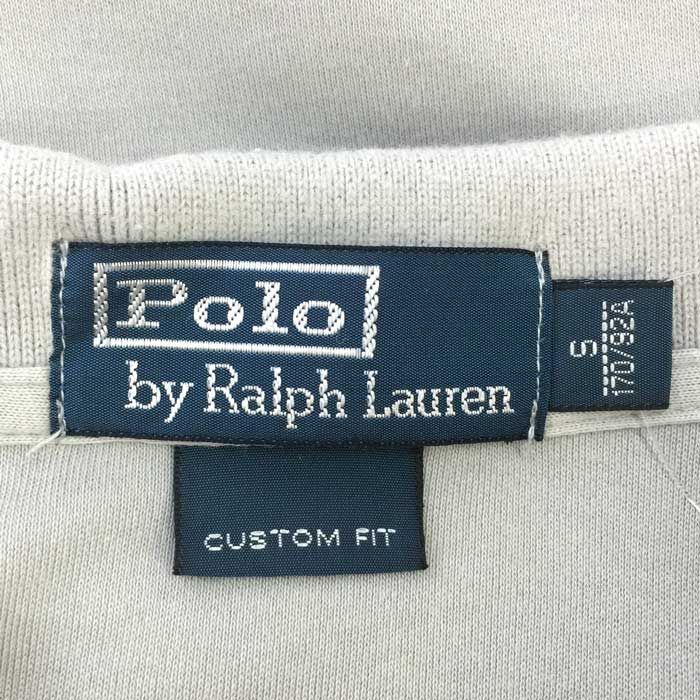 Polo
by Ralph Lauren
S
170/92A
CUSTOM FIT